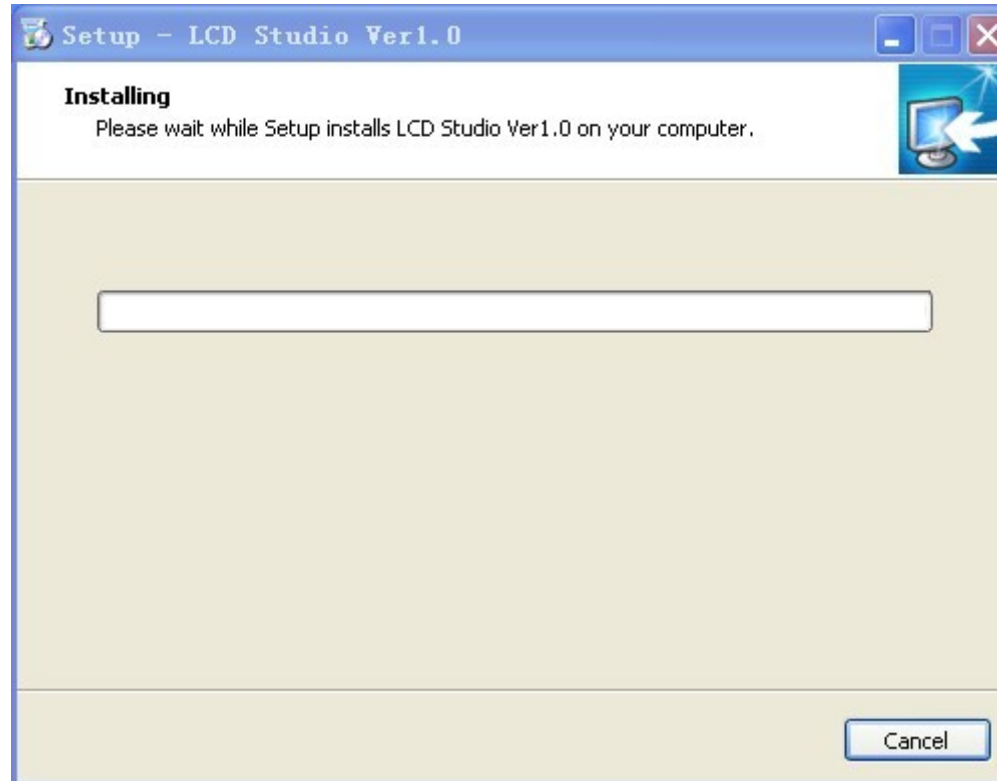 Setup - LCD Studio Ver1.0
Installing
Please wait while Setup installs LCD Studio Ver1.0 on your computer.
Cancel